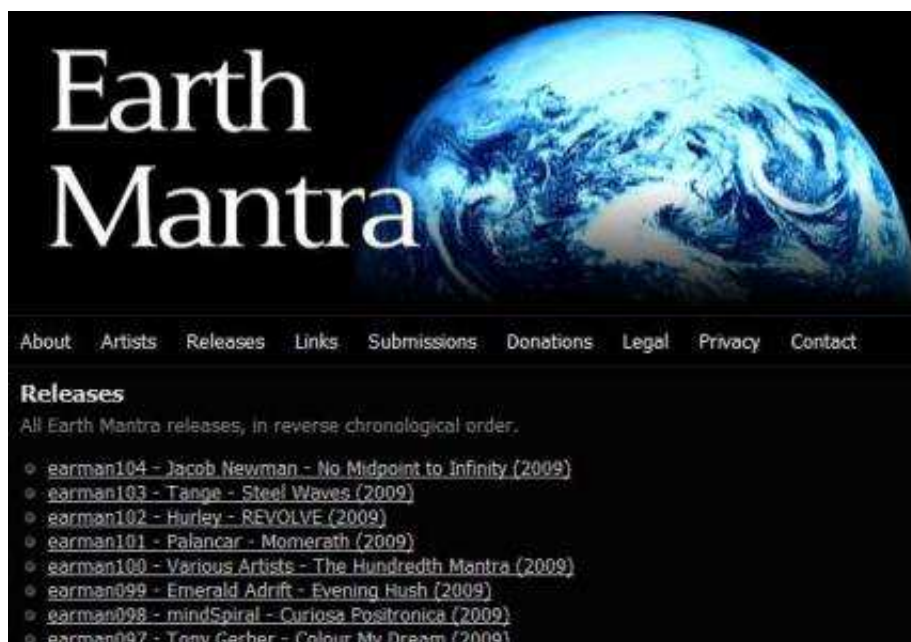 Earth
Mantra
About Artists Releases Links Submissions Donations Legal Privacy Contact
Releases
All Earth Mantra releases, in reverse chronological order.
earman104 - Jacob Newman - No Midpoint to Infinity (2009)
earman103 - Tange - Steel Waves (2009)
earman102 - Hurley - REVOLVE (2009)
earman101 - Palancar - Momerath (2009)
earman100 - Various Artists - The Hundredth Mantra (2009)
earman099 - Emerald Adrift - Evening Hush (2009)
earman098 - mindSpiral - Curiosa Positronica (2009)
earman097 - Tony Gerber - Colour My Dream (2009)